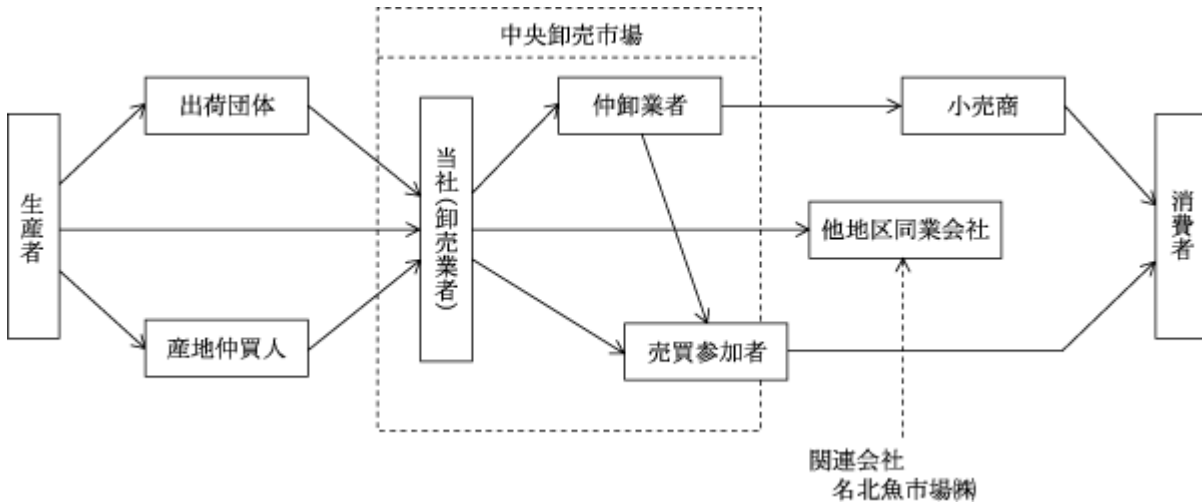 中央卸売市場
出荷団体
仲卸業者
小売商
生産者
当社(卸売業者)
他地区同業会社
消費者
産地仲買人
売買参加者
関連会社
名北魚市場㈱